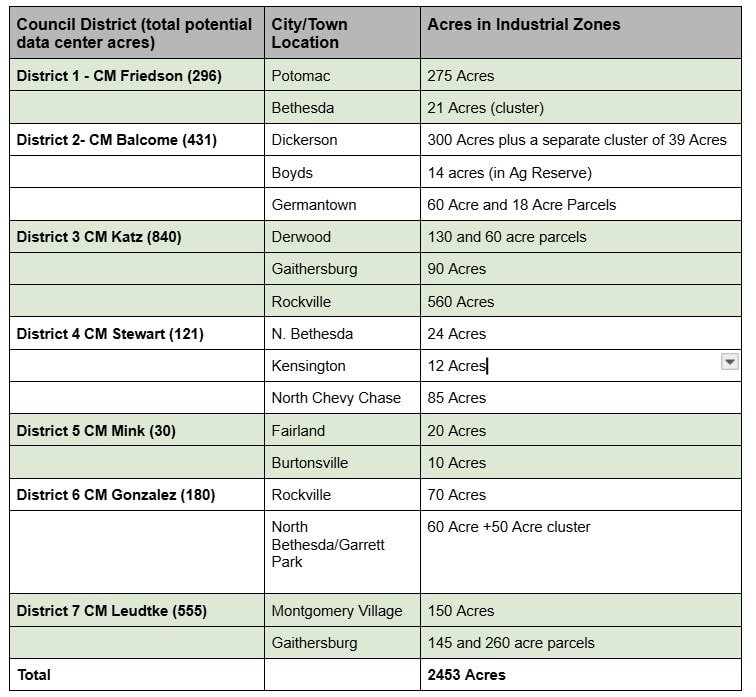 Council District (total potential data center acres) City/Town Location Acres in Industrial Zones
District 1 - CM Friedson (296) Potomac 275 Acres
Bethesda 21 Acres (cluster)
District 2- CM Balcome (431) Dickerson 300 Acres plus a separate cluster of 39 Acres
Boyds 14 acres (in Ag Reserve)
Germantown 60 Acre and 18 Acre Parcels
District 3 CM Katz (840) Derwood 130 and 60 acre parcels
Gaithersburg 90 Acres
Rockville 560 Acres
District 4 CM Stewart (121) N. Bethesda 24 Acres
Kensington 12 Acres
North Chevy Chase 85 Acres
District 5 CM Mink (30) Fairland 20 Acres
Burtonsville 10 Acres
District 6 CM Gonzalez (180) Rockville 70 Acres
North Bethesda/Garrett Park 60 Acre +50 Acre cluster
District 7 CM Leudtke (555) Montgomery Village 150 Acres
Gaithersburg 145 and 260 acre parcels
Total 2453 Acres